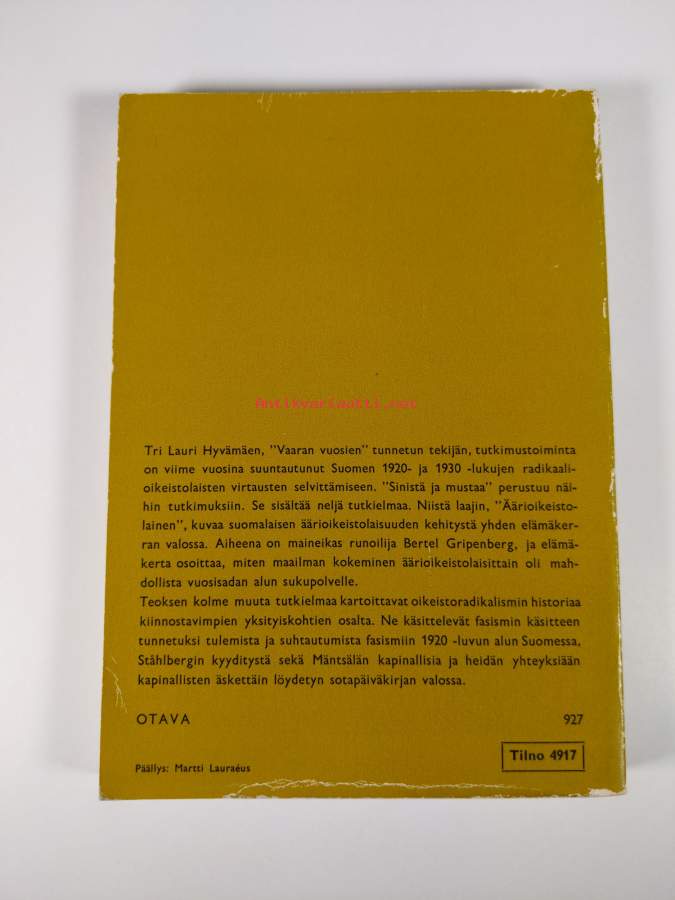 Antikvariaatti.net
Tri Lauri Hyvämäen, "Vaaran vuosien" tunnetun tekijän, tutkimustoiminta
on viime vuosina suuntautunut Suomen 1920- ja 1930 -lukujen radikaali-
oikeistolaisten virtausten selvittämiseen. "Sinistä ja mustaa" perustuu näi-
hin tutkimuksiin. Se sisältää neljä tutkielmaa. Niistä laajin, "Äärioikeisto-
lainen", kuvaa suomalaisen äärioikeistolaisuuden kehitystä yhden elämäker-
ran valossa. Aiheena on maineikas runoilija Bertel Gripenberg, ja elämä-
kerta osoittaa, miten maailman kokeminen äärioikeistolaisittain oli mah-
dollista vuosisadan alun sukupolvelle.
Teoksen kolme muuta tutkielmaa kartoittavat oikeistoradikalismin historiaa
kiinnostavimpien yksityiskohtien osalta. Ne käsittelevät fasismin käsitteen
tunnetuksi tulemista ja suhtautumista fasismiin 1920 -luvun alun Suomessa,
Ståhlbergin kyyditystä sekä Mäntsälän kapinallisia ja heidän yhteyksiään
kapinallisten äskettäin löydetyn sotapäiväkirjan valossa.
OTAVA 927
Tilno 4917
Päällys: Martti Lauraéus